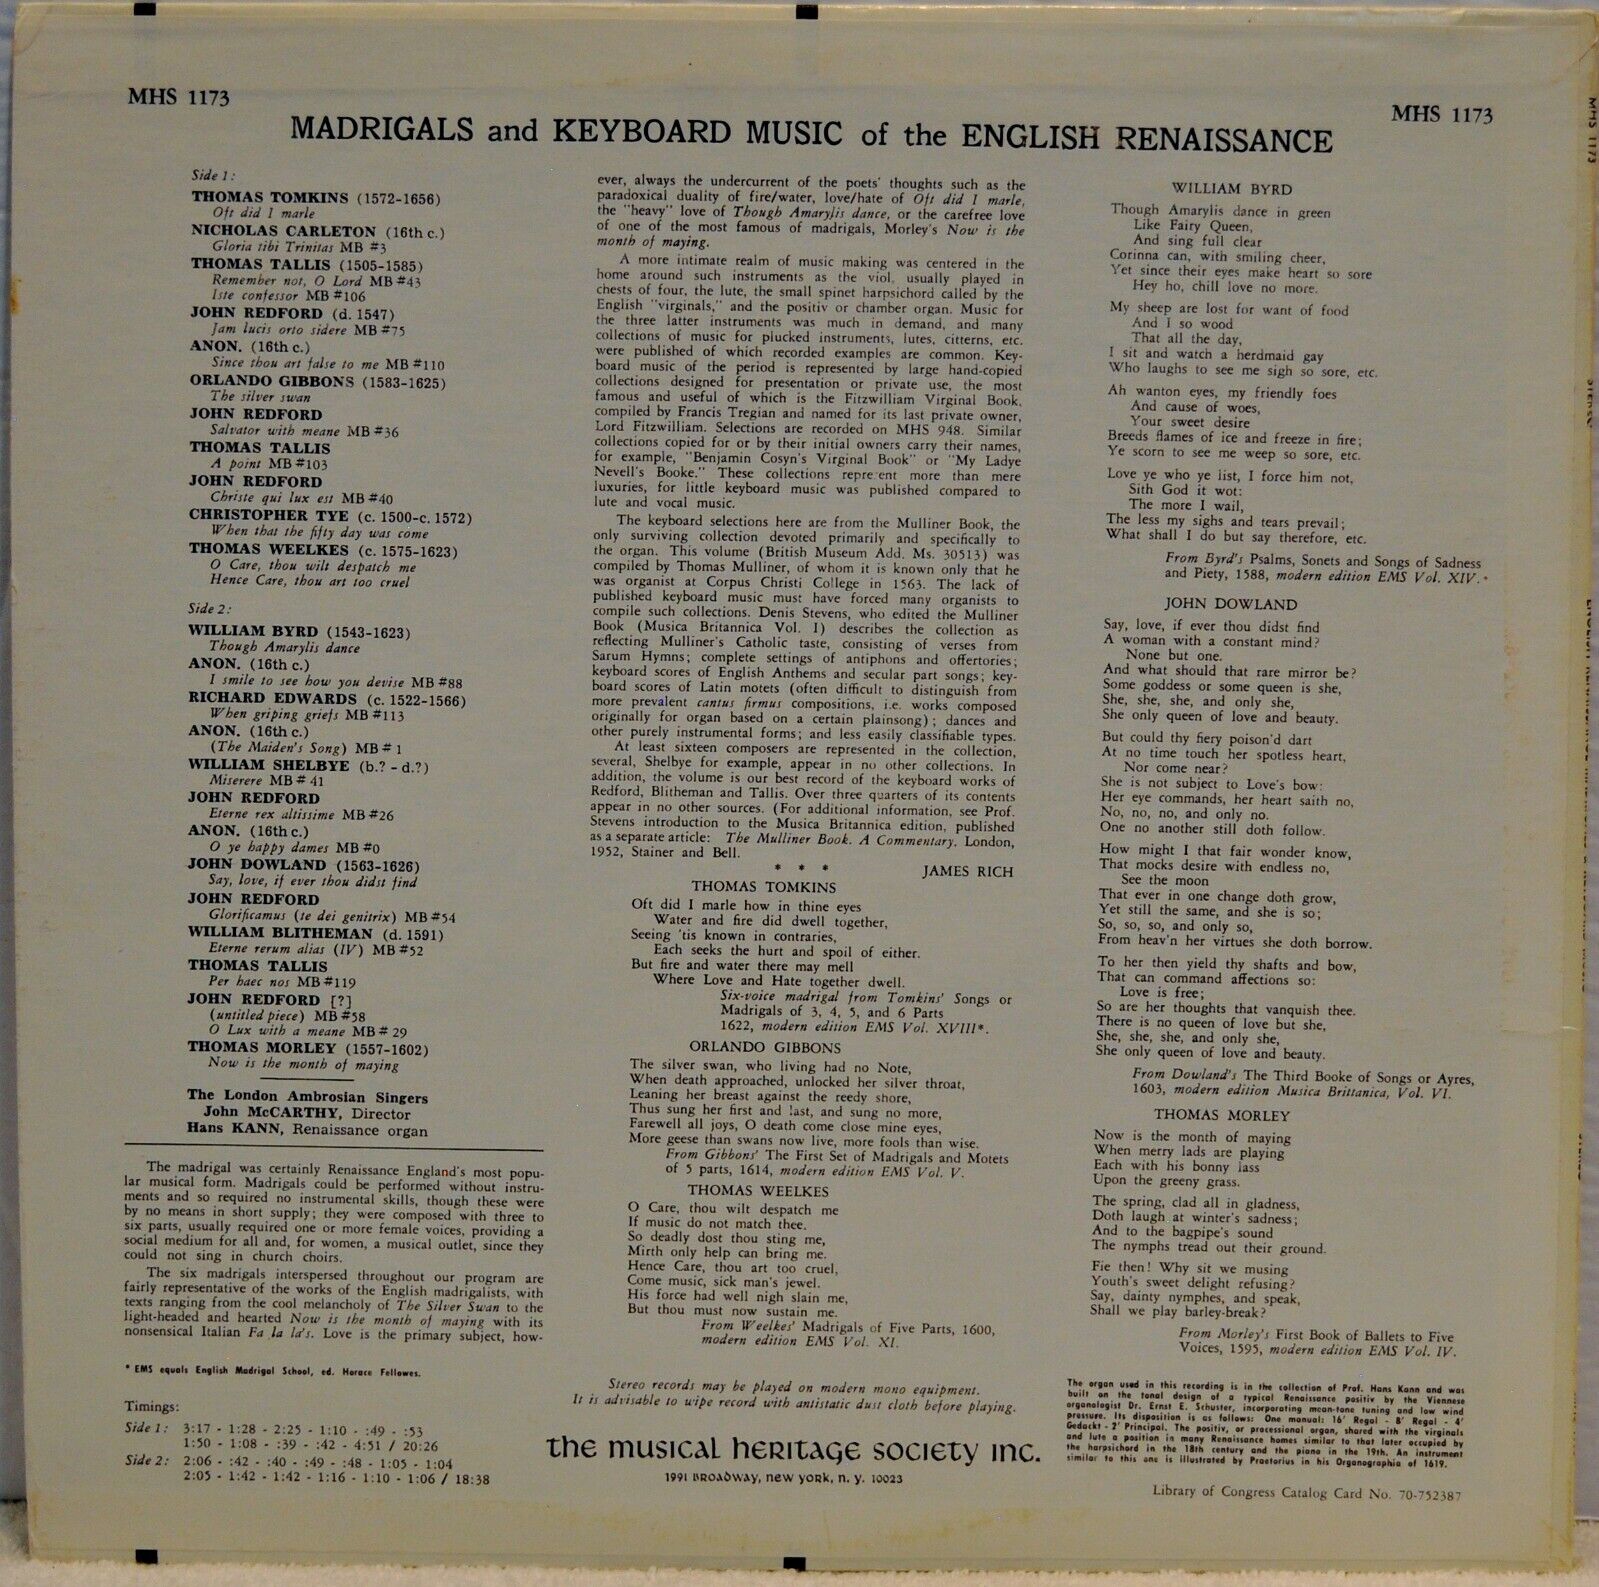 MHS 1173
MHS 1173
MADRIGALS and KEYBOARD MUSIC of the ENGLISH RENAISSANCE
Side 1:
THOMAS TOMKINS (1572-1656)
Oft did I marle
NICHOLAS CARLETON (16th c.)
Gloria tibi Trinitas MB #3
THOMAS TALLIS (1505-1585)
Remember not, O Lord MB #43
Iste confessor MB #106
JOHN REDFORD (d. 1547)
Jam lucis orto sidere MB #75
ANON. (16th c.)
Since thou art false to me MB #110
ORLANDO GIBBONS (1583-1625)
The silver swan
JOHN REDFORD
Salvator with meane MB #36
THOMAS TALLIS
A point MB #103
JOHN REDFORD
Christe qui lux est MB #40
CHRISTOPHER TYE (c. 1500-c. 1572)
When that the fifty day was come
THOMAS WEELKES (c. 1575-1623)
O Care, thou wilt despatch me
Hence Care, thou art too cruel
Side 2:
WILLIAM BYRD (1543-1623)
Though Amarylis dance
ANON. (16th c.)
I smile to see how you devise MB #88
RICHARD EDWARDS (c. 1522-1566)
When griping griefs MB #113
ANON. (16th c.)
(The Maiden's Song) MB # 1
WILLIAM SHELBYE (b.? - d.?)
Miserere MB # 41
JOHN REDFORD
Eterne rex altissime MB #26
ANON. (16th c.)
O ye happy dames MB #0
JOHN DOWLAND (1563-1626)
Say, love, if ever thou didst find
JOHN REDFORD
Glorificamus (te dei genitrix) MB #54
WILLIAM BLITHEMAN (d. 1591)
Eterne rerum alias (IV) MB #52
THOMAS TALLIS
Per haec nos MB #119
JOHN REDFORD [?]
(untitled piece) MB #58
O Lux with a meane MB # 29
THOMAS MORLEY (1557-1602)
Now is the month of maying
The London Ambrosian Singers
John McCARTHY, Director
Hans KANN, Renaissance organ
The madrigal was certainly Renaissance England's most popu-
lar musical form. Madrigals could be performed without instru-
ments and so required no instrumental skills, though these were
by no means in short supply; they were composed with three to
six parts, usually required one or more female voices, providing a
social medium for all and, for women, a musical outlet, since they
could not sing in church choirs.
The six madrigals interspersed throughout our program are
fairly representative of the works of the English madrigalists, with
texts ranging from the cool melancholy of The Silver Swan to the
light-headed and hearted Now is the month of maying with its
nonsensical Italian Fa la la's. Love is the primary subject, how-
* EMS equals English Madrigal School, ed. Horace Fellowes.
Timings:
Side 1: 3:17 - 1:28 - 2:25 - 1:10 - :49 - :53
1:50 - 1:08 - :39 - :42 - 4:51 / 20:26
Side 2: 2:06 - :42 - :40 - :49 - :48 - 1:05 - 1:04
2:05 - 1:42 - 1:42 - 1:16 - 1:10 - 1:06 / 18:38
ever, always the undercurrent of the poets' thoughts such as the
paradoxical duality of fire/water, love/hate of Oft did I marle,
the "heavy" love of Though Amarylis dance, or the carefree love
of one of the most famous of madrigals, Morley's Now is the
month of maying.
A more intimate realm of music making was centered in the
home around such instruments as the viol, usually played in
chests of four, the lute, the small spinet harpsichord called by the
English "virginals," and the positiv or chamber organ. Music for
the three latter instruments was much in demand, and many
collections of music for plucked instruments, lutes, citterns, etc.
were published of which recorded examples are common. Key-
board music of the period is represented by large hand-copied
collections designed for presentation or private use, the most
famous and useful of which is the Fitzwilliam Virginal Book,
compiled by Francis Tregian and named for its last private owner,
Lord Fitzwilliam. Selections are recorded on MHS 948. Similar
collections copied for or by their initial owners carry their names,
for example, "Benjamin Cosyn's Virginal Book" or "My Ladye
Nevell's Booke." These collections represent more than mere
luxuries, for little keyboard music was published compared to
lute and vocal music.
The keyboard selections here are from the Mulliner Book, the
only surviving collection devoted primarily and specifically to
the organ. This volume (British Museum Add. Ms. 30513) was
compiled by Thomas Mulliner, of whom it is known only that he
was organist at Corpus Christi College in 1563. The lack of
published keyboard music must have forced many organists to
compile such collections. Denis Stevens, who edited the Mulliner
Book (Musica Britannica Vol. I) describes the collection as
reflecting Mulliner's Catholic taste, consisting of verses from
Sarum Hymns; complete settings of antiphons and offertories;
keyboard scores of English Anthems and secular part songs; key-
board scores of Latin motets (often difficult to distinguish from
more prevalent cantus firmus compositions, i.e. works composed
originally for organ based on a certain plainsong); dances and
other purely instrumental forms; and less easily classifiable types.
At least sixteen composers are represented in the collection,
several, Shelbye for example, appear in no other collections. In
addition, the volume is our best record of the keyboard works of
Redford, Blitheman and Tallis. Over three quarters of its contents
appear in no other sources. (For additional information, see Prof.
Stevens introduction to the Musica Britannica edition, published
as a separate article: The Mulliner Book. A Commentary. London,
1952, Stainer and Bell.
* * * JAMES RICH
THOMAS TOMKINS
Oft did I marle how in thine eyes
Water and fire did dwell together,
Seeing 'tis known in contraries,
Each seeks the hurt and spoil of either.
But fire and water there may mell
Where Love and Hate together dwell.
Six-voice madrigal from Tomkins' Songs or
Madrigals of 3, 4, 5, and 6 Parts
1622, modern edition EMS Vol. XVIII*.
ORLANDO GIBBONS
The silver swan, who living had no Note,
When death approached, unlocked her silver throat,
Leaning her breast against the reedy shore,
Thus sung her first and last, and sung no more,
Farewell all joys, O death come close mine eyes,
More geese than swans now live, more fools than wise.
From Gibbons' The First Set of Madrigals and Motets
of 5 parts, 1614, modern edition EMS Vol. V.
THOMAS WEELKES
O Care, thou wilt despatch me
If music do not match thee.
So deadly dost thou sting me,
Mirth only help can bring me.
Hence Care, thou art too cruel,
Come music, sick man's jewel.
His force had well nigh slain me,
But thou must now sustain me.
From Weelkes' Madrigals of Five Parts, 1600,
modern edition EMS Vol. XI.
Stereo records may be played on modern mono equipment.
It is advisable to wipe record with antistatic dust cloth before playing.
the musical heritage society inc.
1991 broadway, new york, n. y. 10023
WILLIAM BYRD
Though Amarylis dance in green
Like Fairy Queen,
And sing full clear
Corinna can, with smiling cheer,
Yet since their eyes make heart so sore
Hey ho, chill love no more.
My sheep are lost for want of food
And I so wood
That all the day,
I sit and watch a herdmaid gay
Who laughs to see me sigh so sore, etc.
Ah wanton eyes, my friendly foes
And cause of woes,
Your sweet desire
Breeds flames of ice and freeze in fire;
Ye scorn to see me weep so sore, etc.
Love ye who ye list, I force him not,
Sith God it wot:
The more I wail,
The less my sighs and tears prevail;
What shall I do but say therefore, etc.
From Byrd's Psalms, Sonets and Songs of Sadness
and Piety, 1588, modern edition EMS Vol. XIV.*
JOHN DOWLAND
Say, love, if ever thou didst find
A woman with a constant mind?
None but one.
And what should that rare mirror be?
Some goddess or some queen is she,
She, she, she, and only she,
She only queen of love and beauty.
But could thy fiery poison'd dart
At no time touch her spotless heart,
Nor come near?
She is not subject to Love's bow:
Her eye commands, her heart saith no,
No, no, no, and only no.
One no another still doth follow.
How might I that fair wonder know,
That mocks desire with endless no,
See the moon
That ever in one change doth grow,
Yet still the same, and she is so;
So, so, so, and only so,
From heav'n her virtues she doth borrow.
To her then yield thy shafts and bow,
That can command affections so:
Love is free;
So are her thoughts that vanquish thee.
There is no queen of love but she,
She, she, she, and only she,
She only queen of love and beauty.
From Dowland's The Third Booke of Songs or Ayres,
1603, modern edition Musica Brittanica, Vol. VI.
THOMAS MORLEY
Now is the month of maying
When merry lads are playing
Each with his bonny lass
Upon the greeny grass.
The spring, clad all in gladness,
Doth laugh at winter's sadness;
And to the bagpipe's sound
The nymphs tread out their ground.
Fie then! Why sit we musing
Youth's sweet delight refusing?
Say, dainty nymphes, and speak,
Shall we play barley-break?
From Morley's First Book of Ballets to Five
Voices, 1595, modern edition EMS Vol. IV.
The organ used in this recording is in the collection of Prof. Hans Kann and was
built on the tonal design of a typical Renaissance positiv by the Viennese
organologist Dr. Ernst E. Schuster, incorporating mean-tone tuning and low wind
pressure. Its disposition is as follows: One manual: 16' Regal - 8' Regal - 4'
Gedackt - 2' Principal. The positiv, or processional organ, shared with the virginals
and lute a position in many Renaissance homes similar to that later occupied by
the harpsichord in the 18th century and the piano in the 19th. An instrument
similar to this one is illustrated by Praetorius in his Organographia of 1619.
Library of Congress Catalog Card No. 70-752387
MHS 1173